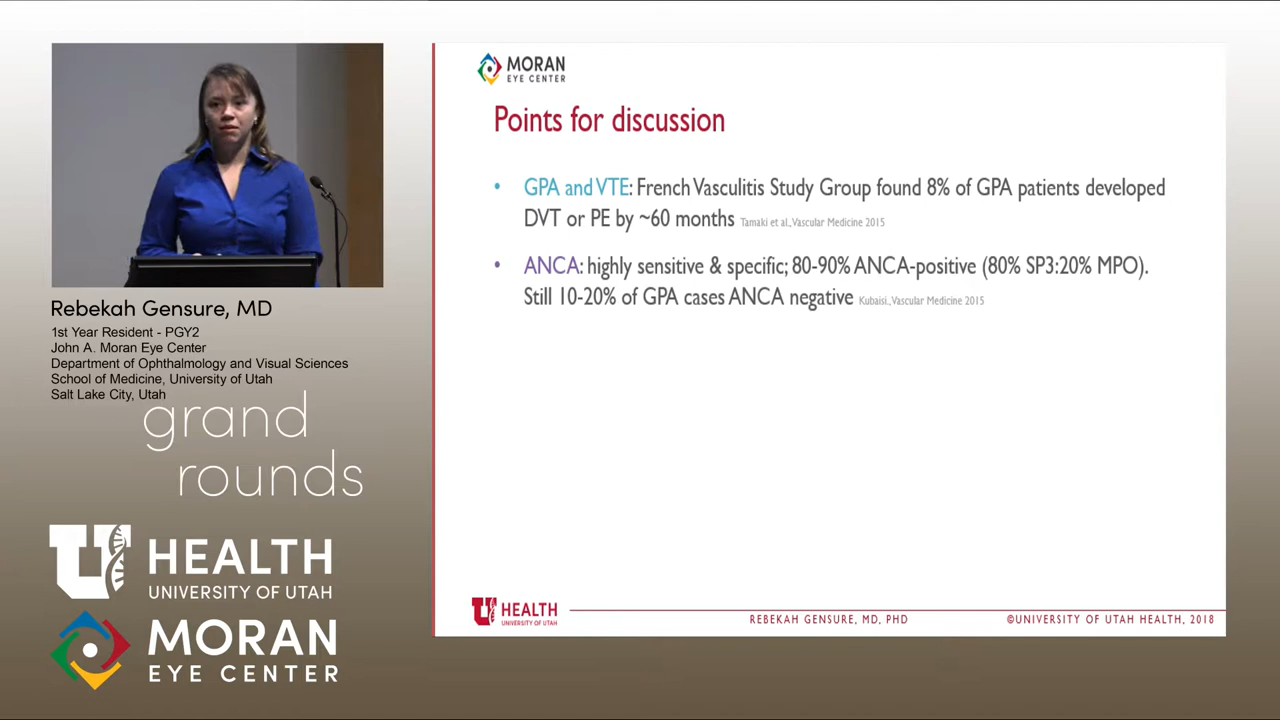 Rebekah Gensure, MD
1st Year Resident - PGY2
John A. Moran Eye Center
Department of Ophthalmology and Visual Sciences
School of Medicine, University of Utah
Salt Lake City, Utah
grand
rounds
U HEALTH
UNIVERSITY OF UTAH
MORAN
EYE CENTER
MORAN
EYE CENTER
Points for discussion
• GPA and VTE: French Vasculitis Study Group found 8% of GPA patients developed
DVT or PE by ~60 months Tamaki et al., Vascular Medicine 2015
• ANCA: highly sensitive & specific; 80-90% ANCA-positive (80% SP3:20% MPO).
Still 10-20% of GPA cases ANCA negative Kubaisi., Vascular Medicine 2015
U HEALTH
UNIVERSITY OF UTAH
REBEKAH GENSURE, MD, PHD
©UNIVERSITY OF UTAH HEALTH, 2018